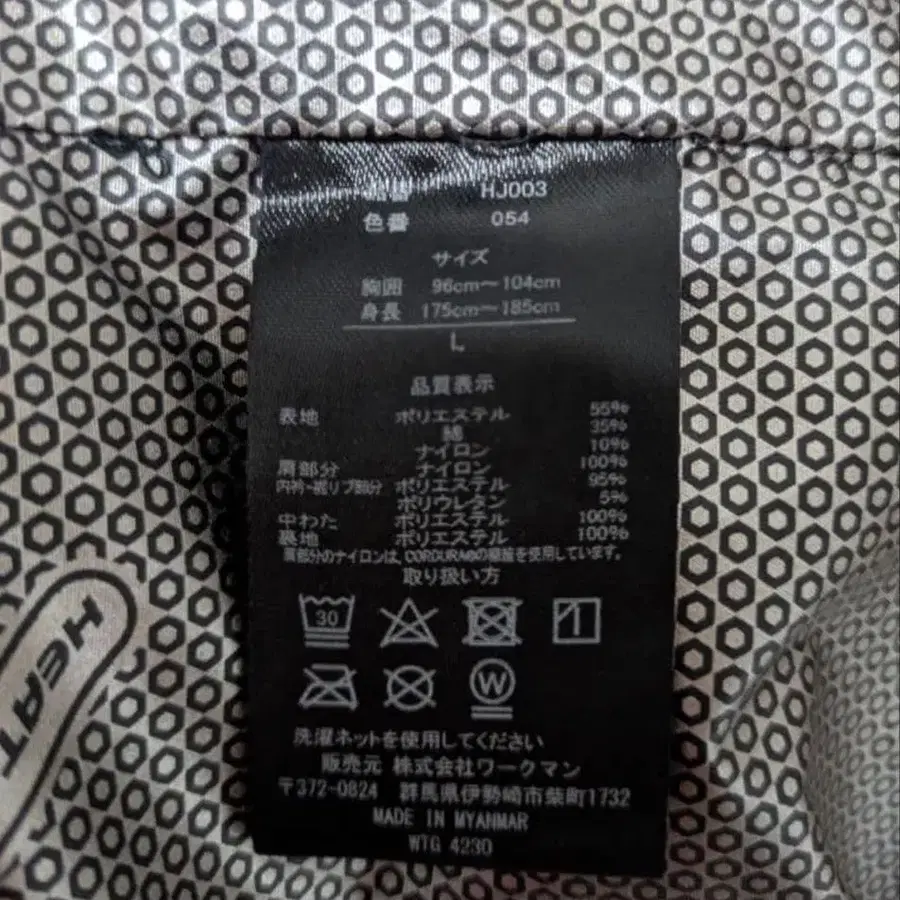 品番 HJ003
色番 054
サイズ
胸囲 96cm～104cm
身長 175cm～185cm
L
品質表示
表地 ポリエステル 55%
綿 35%
ナイロン 10%
肩部分 ナイロン 100%
内衿・裾リブ部分 ポリエステル 95%
ポリウレタン 5%
中わた ポリエステル 100%
裏地 ポリエステル 100%
肩部分のナイロンは、CORDURA®の繊維を使用しています。
取り扱い方
30
W
洗濯ネットを使用してください
販売元 株式会社ワークマン
〒372-0824 群馬県伊勢崎市柴町1732
MADE IN MYANMAR
WTG 4230
HEAT